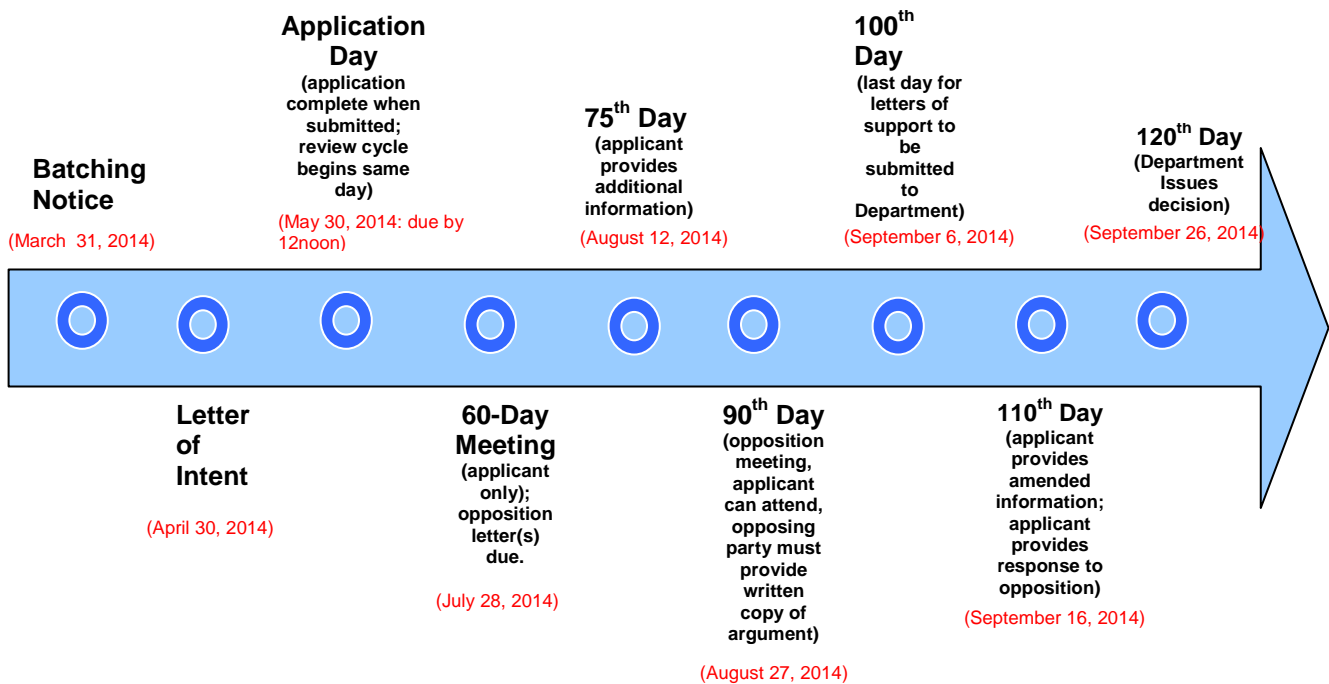 Batching
Notice
(March 31, 2014)
Letter
of
Intent
(April 30, 2014)
Application
Day
(application
complete when
submitted;
review cycle
begins same
day)
(May 30, 2014: due by
12noon)
60-Day
Meeting
(applicant
only);
opposition
letter(s)
due.
(July 28, 2014)
75th Day
(applicant
provides
additional
information)
(August 12, 2014)
90th Day
(opposition
meeting,
applicant
can attend,
opposing
party must
provide
written
copy of
argument)
(August 27, 2014)
100th
Day
(last day for
letters of
support to
be
submitted
to
Department)
(September 6, 2014)
110th Day
(applicant
provides
amended
information;
applicant
provides
response to
opposition)
(September 16, 2014)
120th Day
(Department
Issues
decision)
(September 26, 2014)